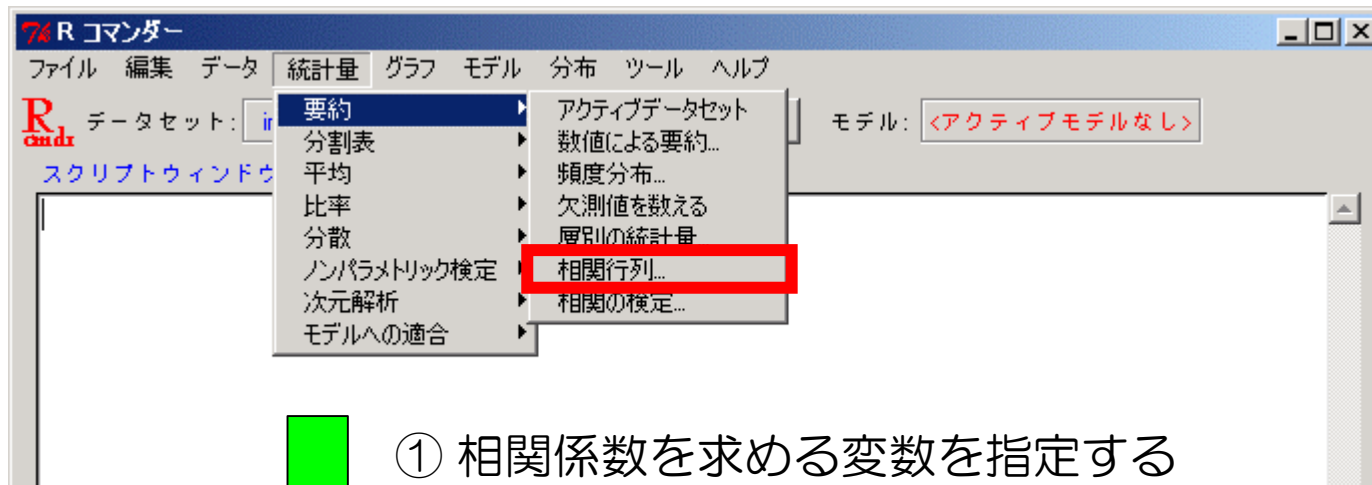 R コマンダー
ファイル 編集 データ 統計量 グラフ モデル 分布 ツール ヘルプ
R cmdr データセット: モデル: <アクティブモデルなし>
スクリプトウィンドウ
要約
分割表
平均
比率
分散
ノンパラメトリック検定
次元解析
モデルへの適合
アクティブデータセット
数値による要約...
頻度分布...
欠測値を数える
層別の統計量
相関行列...
相関の検定...
① 相関係数を求める変数を指定する